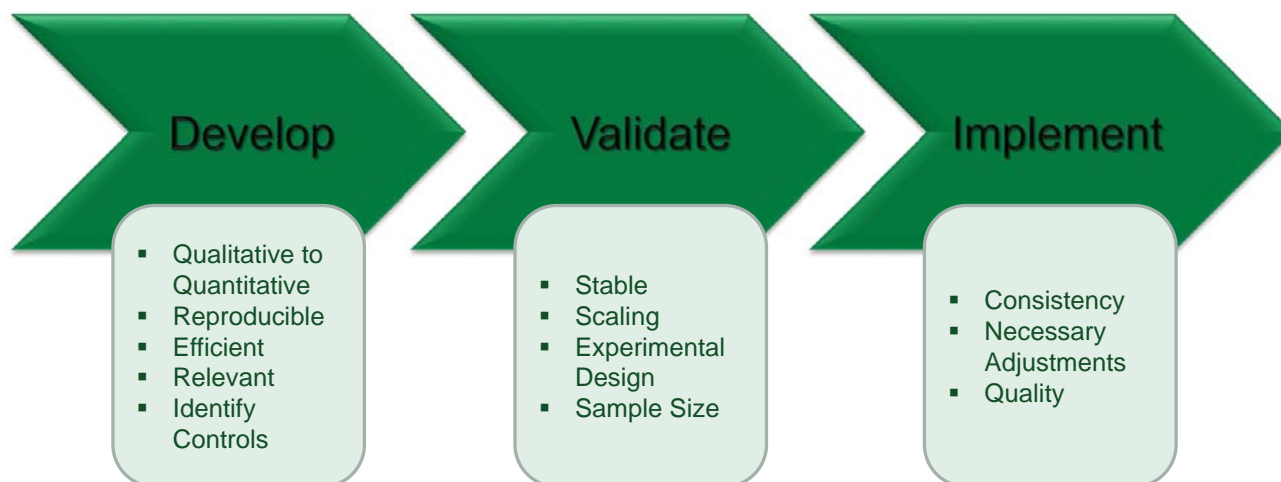 Develop
Validate
Implement
▪ Qualitative to
Quantitative
▪ Reproducible
▪ Efficient
▪ Relevant
▪ Identify
Controls
▪ Stable
▪ Scaling
▪ Experimental
Design
▪ Sample Size
▪ Consistency
▪ Necessary
Adjustments
▪ Quality